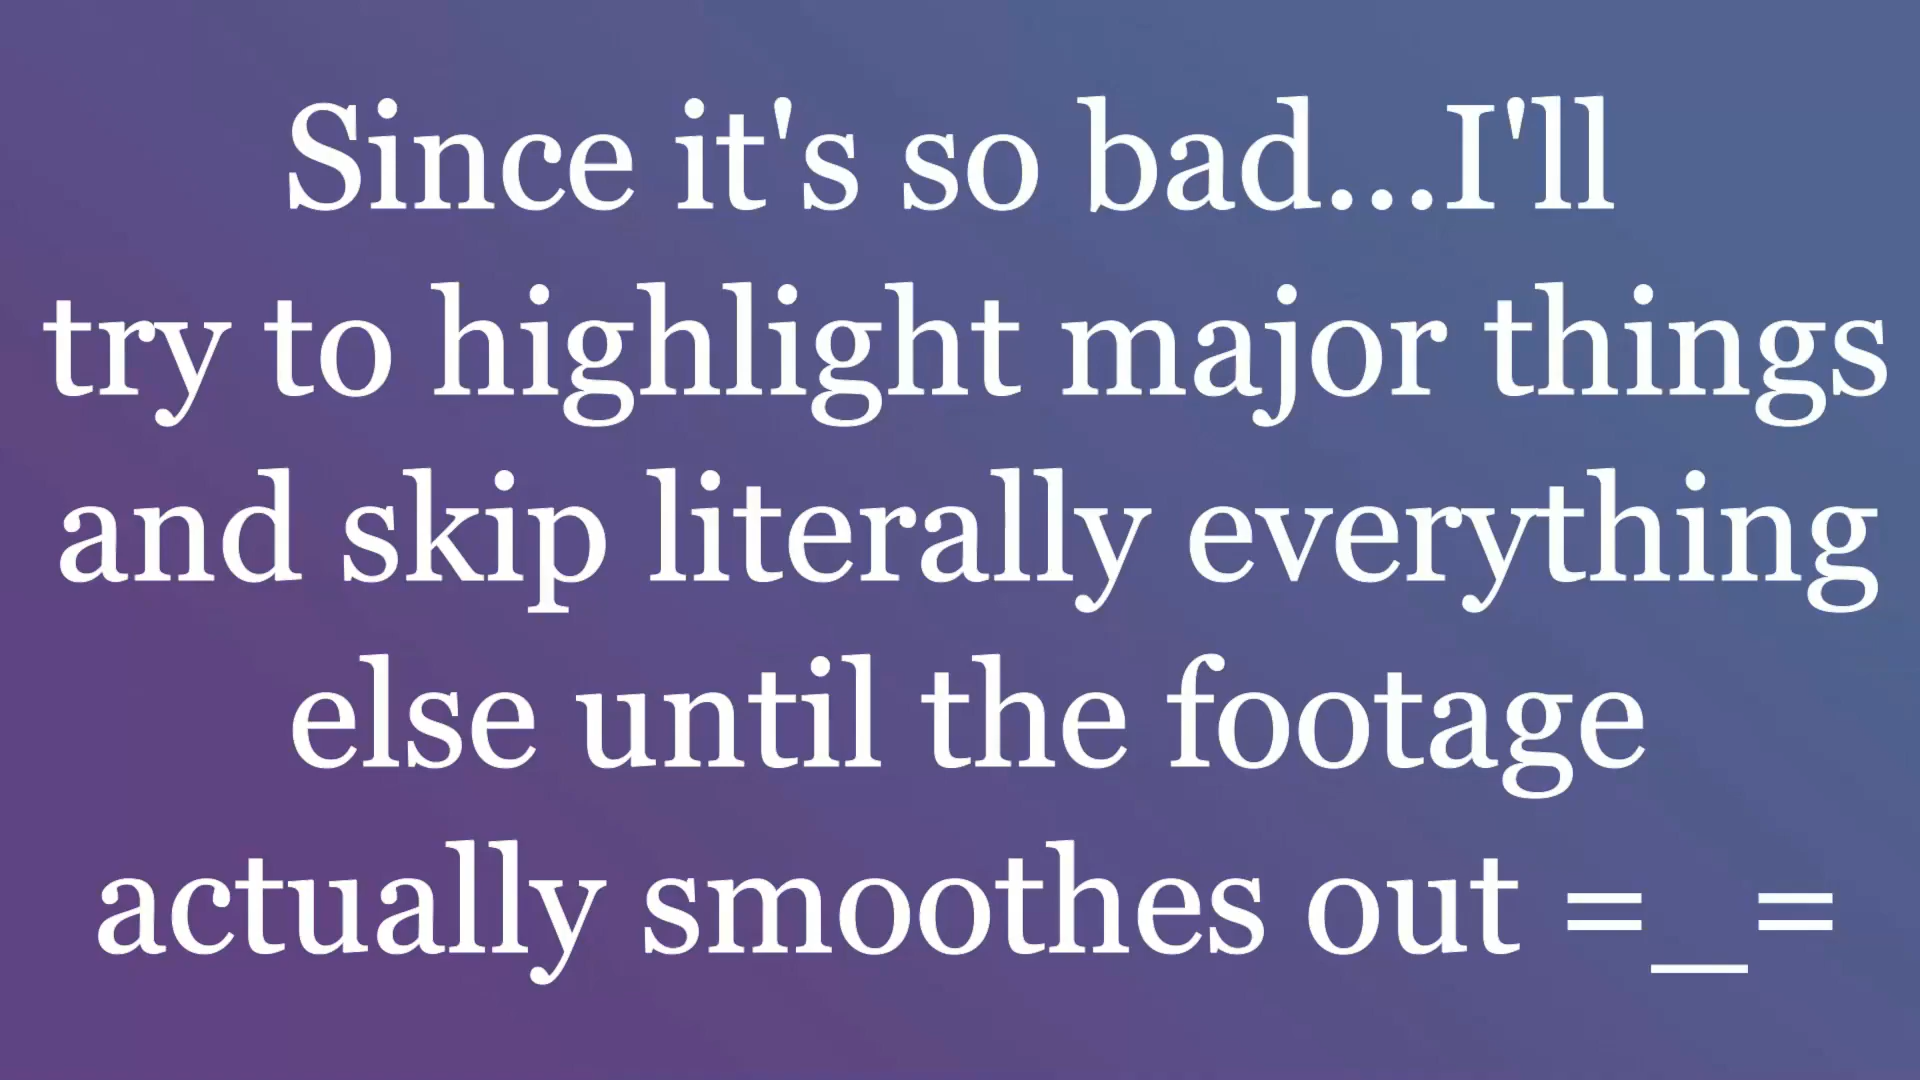 Since it's so bad...I'll
try to highlight major things
and skip literally everything
else until the footage
actually smoothes out =_=